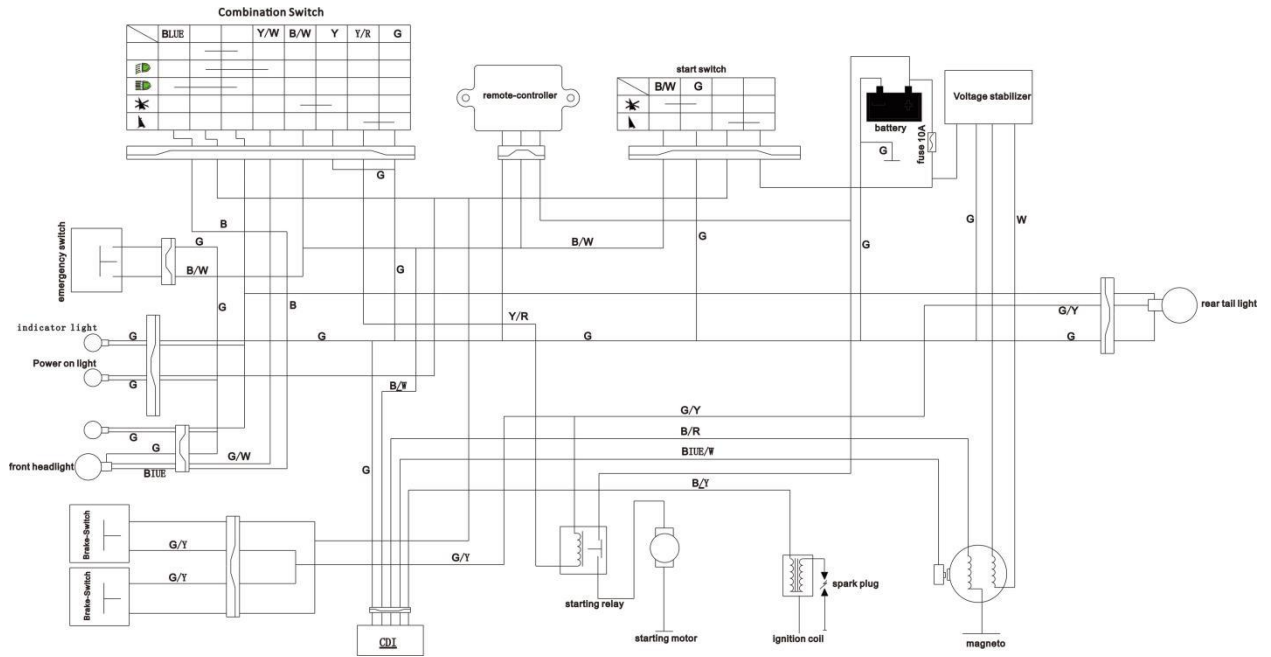 Combination Switch
BLUE Y/W B/W Y Y/R G
start switch
B/W G
remote-controller
battery
fuse 10A
Voltage stabilizer
G
G
B
G
B/W
emergency switch
G
B/W
G
G
G
W
G
B
Y/R
G/Y
rear tail light
indicator light
G
G
G
G
Power on light
G
B/W
G/Y
G
B/R
G
G/W
BIUE/W
front headlight
BIUE
G
B/Y
Brake-Switch
G/Y
G/Y
Brake-Switch
G/Y
spark plug
starting relay
CDI
starting motor
ignition coil
magneto